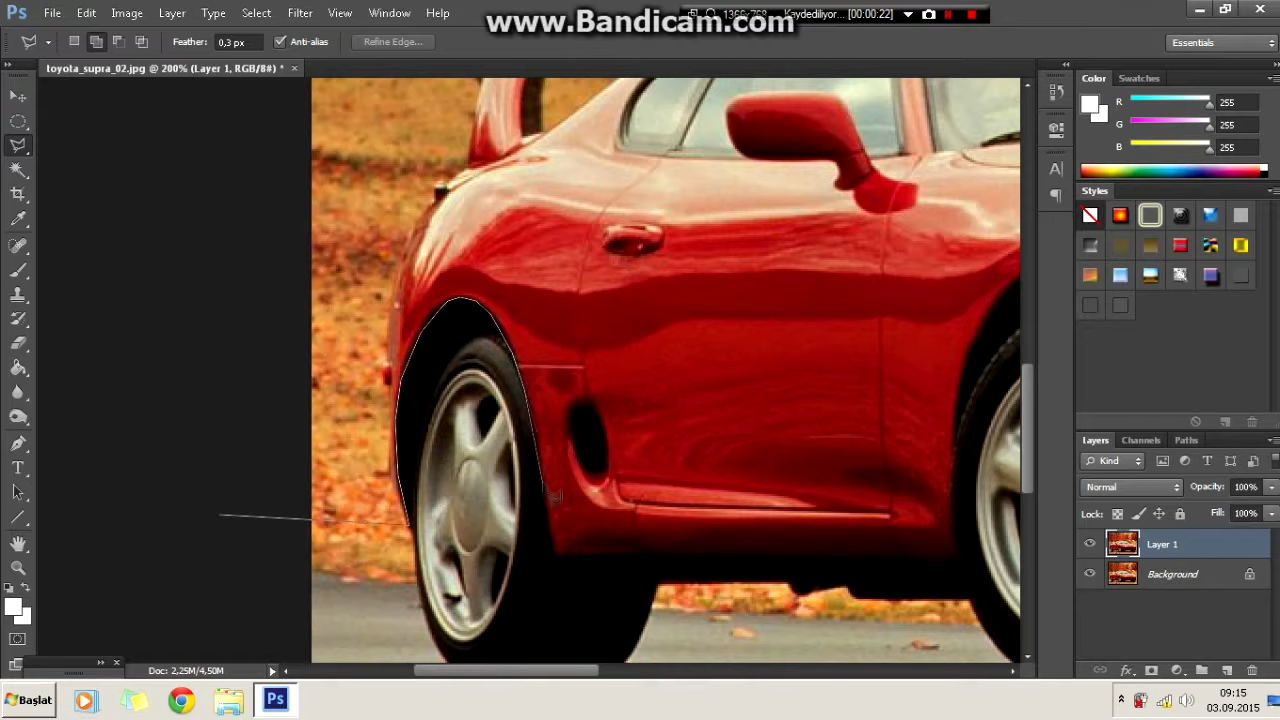 Ps File Edit Image Layer Type Select Filter View Window Help
www.Bandicam.com
1366x768 Kaydediliyor... [00:00:22]
Feather: 0,3 px Anti-alias Refine Edge... Essentials
toyota_supra_02.jpg @ 200% (Layer 1, RGB/8#) *
Color Swatches
R 255
G 255
B 255
Styles
Layers Channels Paths
Kind
Normal Opacity: 100%
Lock: Fill: 100%
Layer 1
Background
Doc: 2,25M/4,50M
Başlat Ps
09:15
03.09.2015